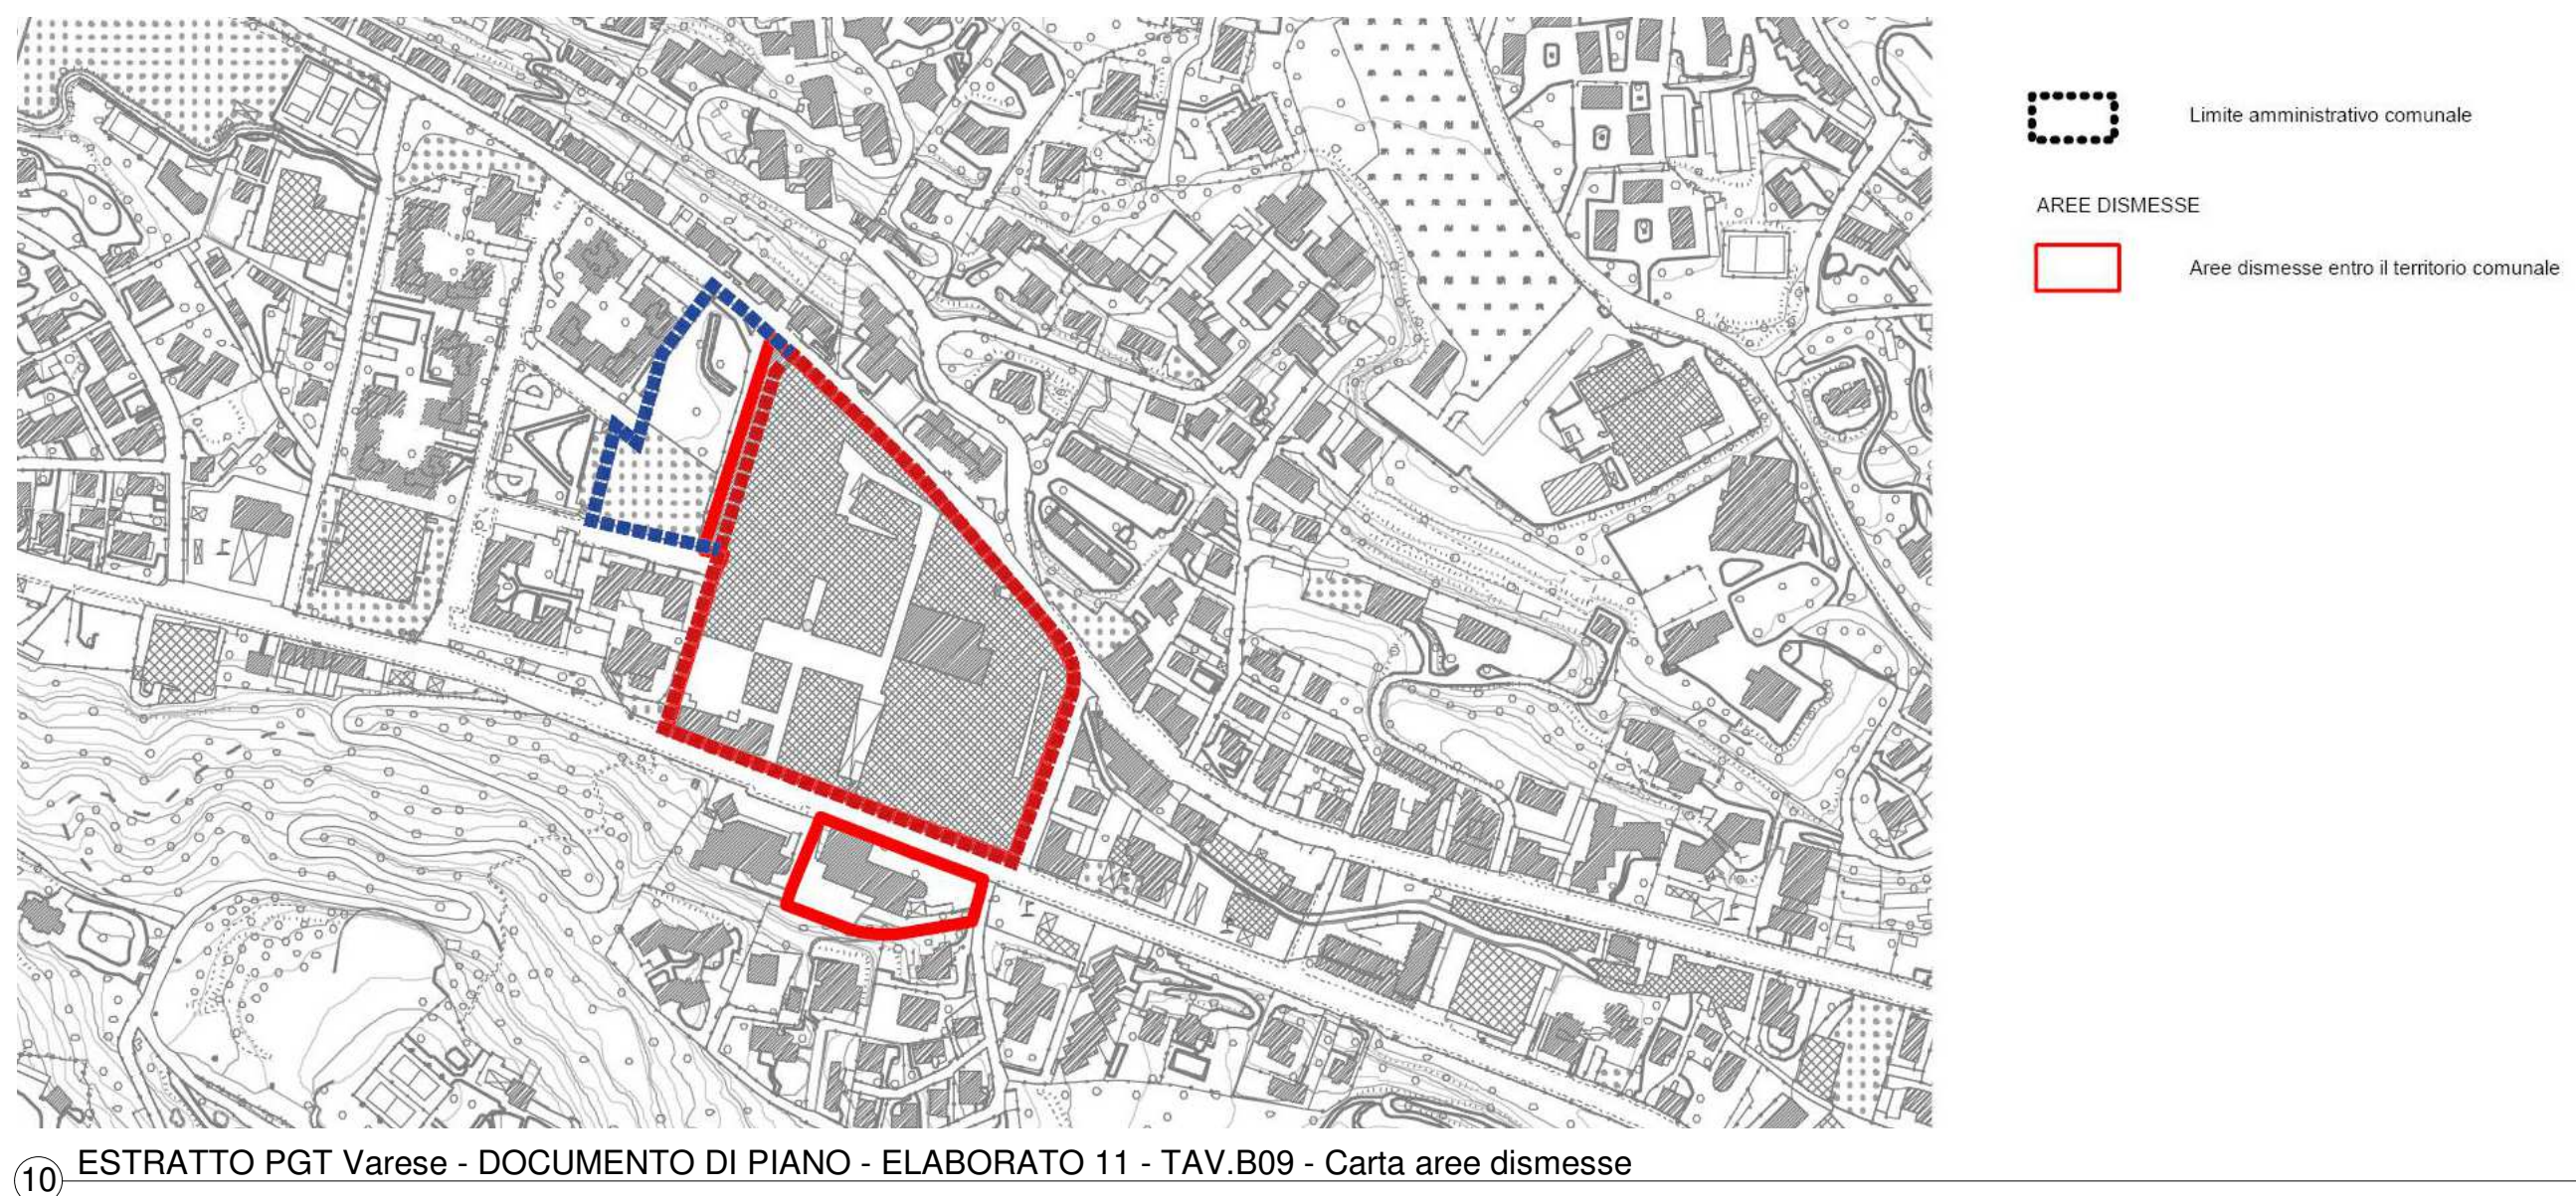 Limite amministrativo comunale
AREE DISMESSE
Aree dismesse entro il territorio comunale
10 ESTRATTO PGT Varese - DOCUMENTO DI PIANO - ELABORATO 11 - TAV.B09 - Carta aree dismesse